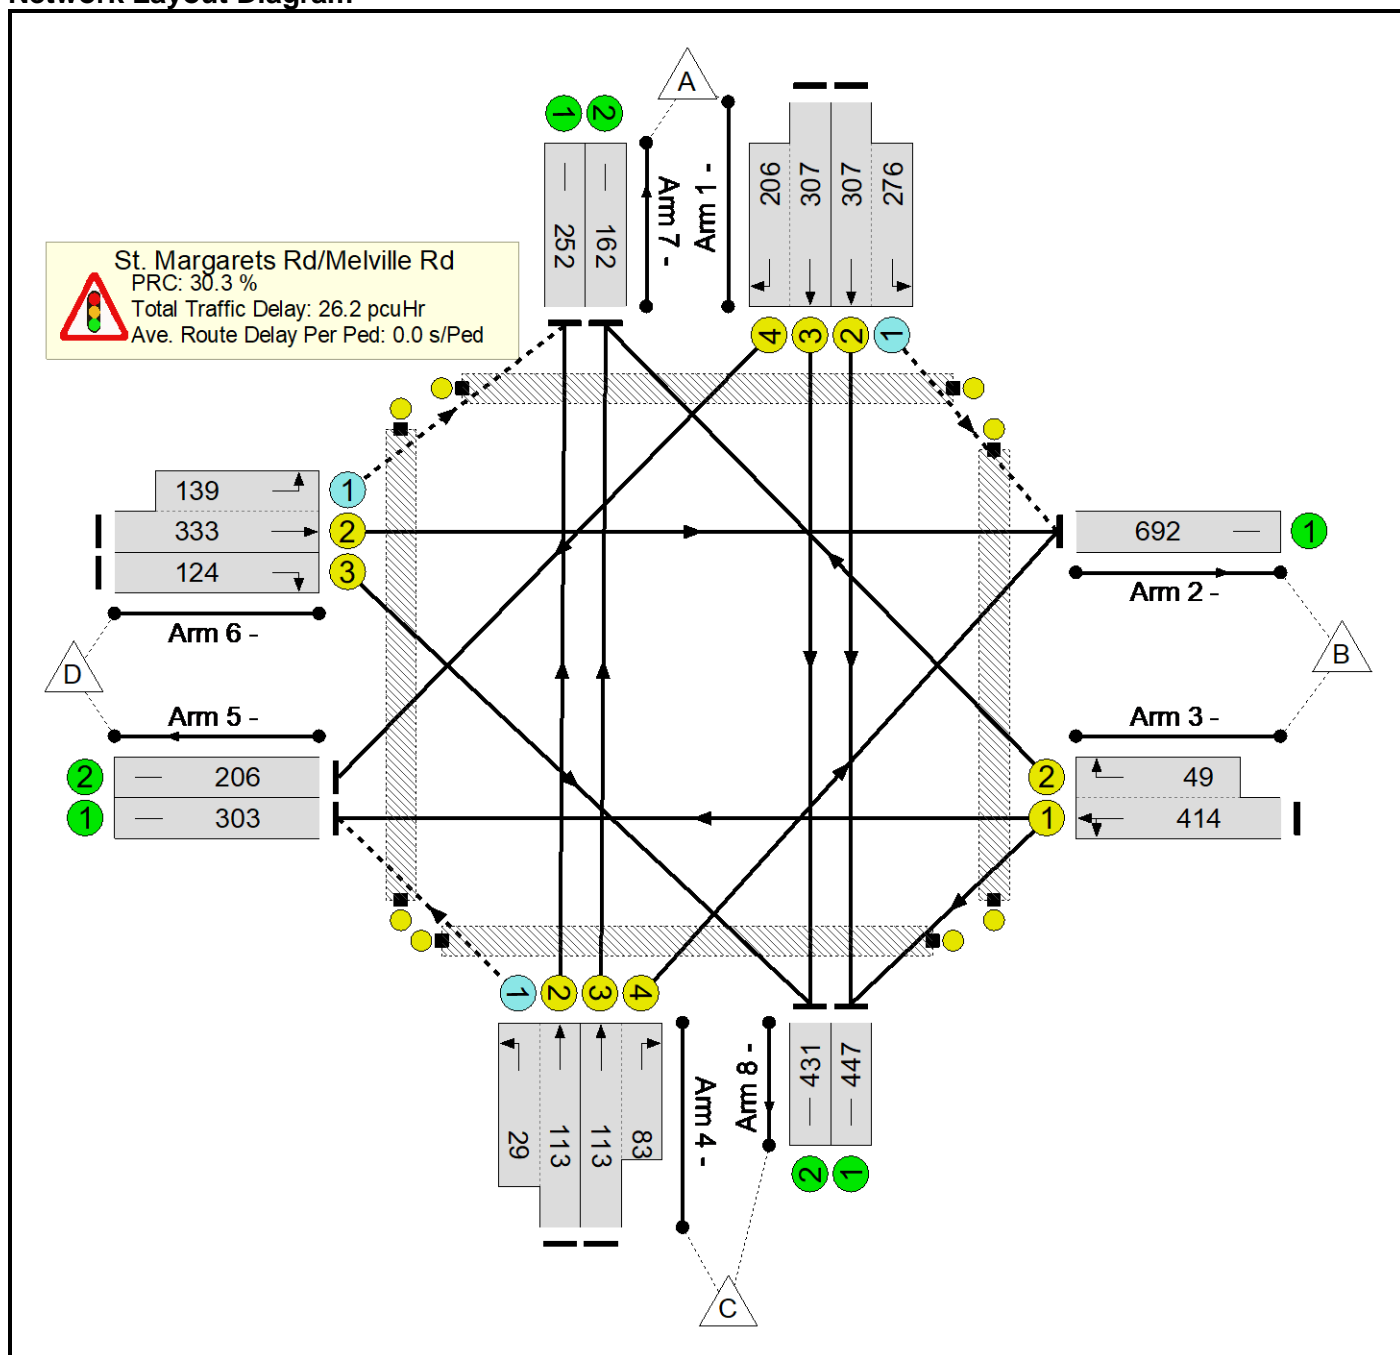 Network Layout Diagram
A
1 2
Arm 7 -
Arm 1 -
252 162
206 307 307 276
4 3 2 1
St. Margarets Rd/Melville Rd
PRC: 30.3 %
Total Traffic Delay: 26.2 pcuHr
Ave. Route Delay Per Ped: 0.0 s/Ped
139 1
333 2
124 3
Arm 6 -
D
Arm 5 -
2 206
1 303
692 1
Arm 2 -
B
Arm 3 -
2 49
1 414
1 2 3 4
29 113 113 83
Arm 4 -
Arm 8 -
431 447
2 1
C